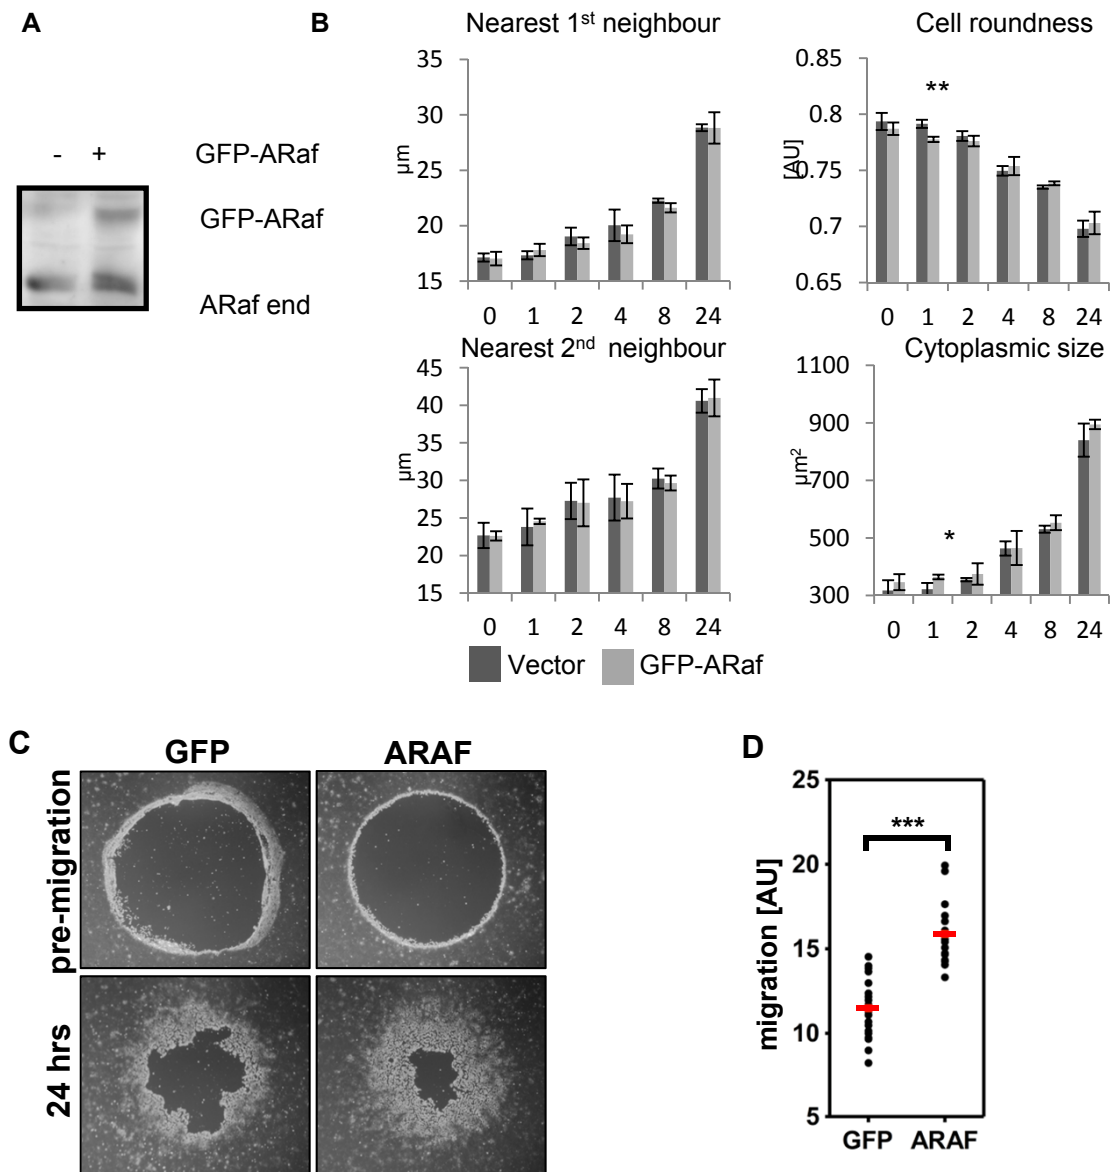 A
- + GFP-ARaf
GFP-ARaf
ARaf end
B
Nearest 1st neighbour
35
30
25
20
15
µm
0 1 2 4 8 24
Cell roundness
0.85
0.8
0.75
0.7
0.65
[AU]
**
0 1 2 4 8 24
Nearest 2nd neighbour
45
40
35
30
25
20
15
µm
0 1 2 4 8 24
Cytoplasmic size
1100
900
700
500
300
µm2
*
0 1 2 4 8 24
Vector GFP-ARaf
C
GFP ARAF
pre-migration
24 hrs
D
25
20
15
10
5
migration [AU]
***
GFP ARAF